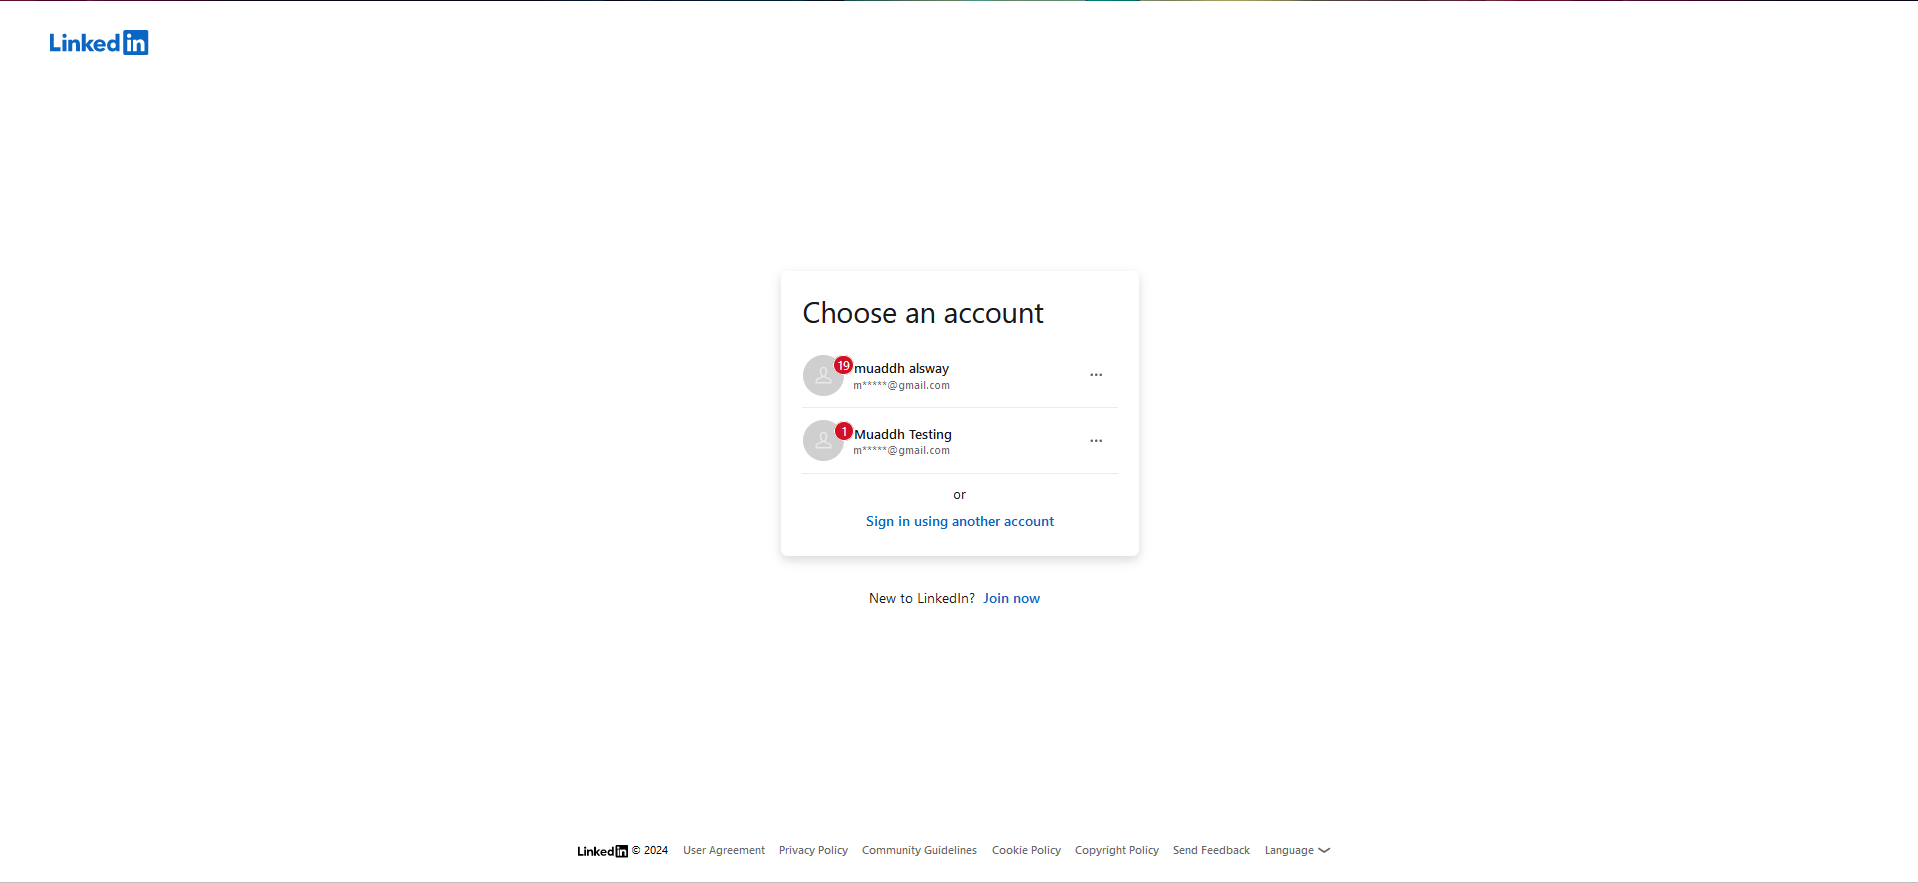 LinkedIn
Choose an account
19
muaddh alsway
m*****@gmail.com
1
Muaddh Testing
m*****@gmail.com
or
Sign in using another account
New to LinkedIn? Join now
LinkedIn © 2024 User Agreement Privacy Policy Community Guidelines Cookie Policy Copyright Policy Send Feedback Language